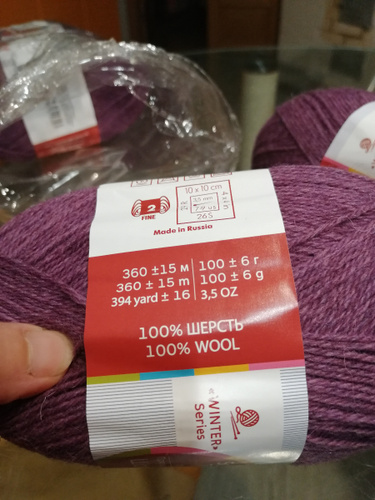 10 x 10 cm
2
FINE
26S
Made in Russia
360 ±15 м 100 ± 6 г
360 ± 15 m 100 ± 6 g
394 yard ± 16 3,5 OZ
100% ШЕРСТЬ
100% WOOL
«WINTER»
Series